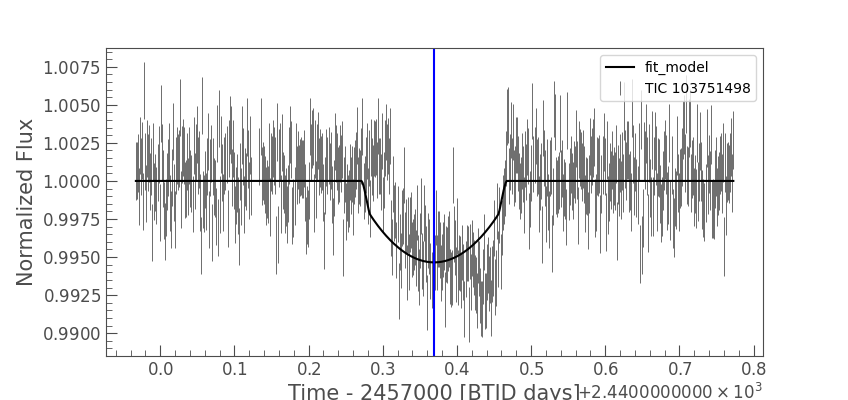 fit_model
TIC 103751498
Normalized Flux
1.0075
1.0050
1.0025
1.0000
0.9975
0.9950
0.9925
0.9900
0.0 0.1 0.2 0.3 0.4 0.5 0.6 0.7 0.8
Time - 2457000 [BTJD days]
+2.4400000000 × 10³